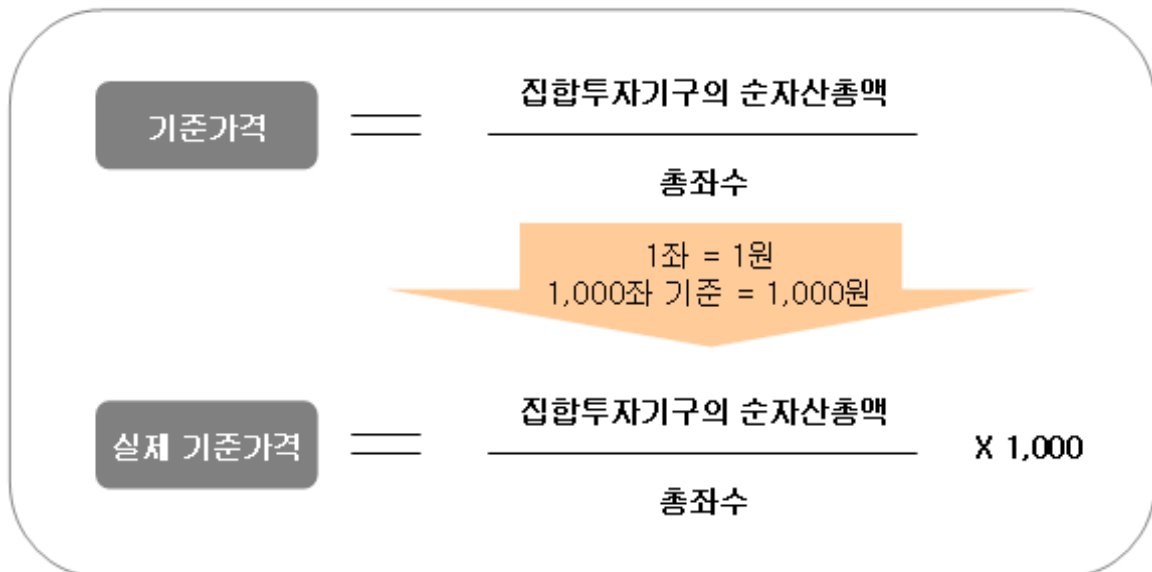 집합투자기구의 순자산총액
기준가격
총좌수
1좌 = 1원
1,000좌 기준 = 1,000원
집합투자기구의 순자산총액
실제 기준가격
X 1,000
총좌수